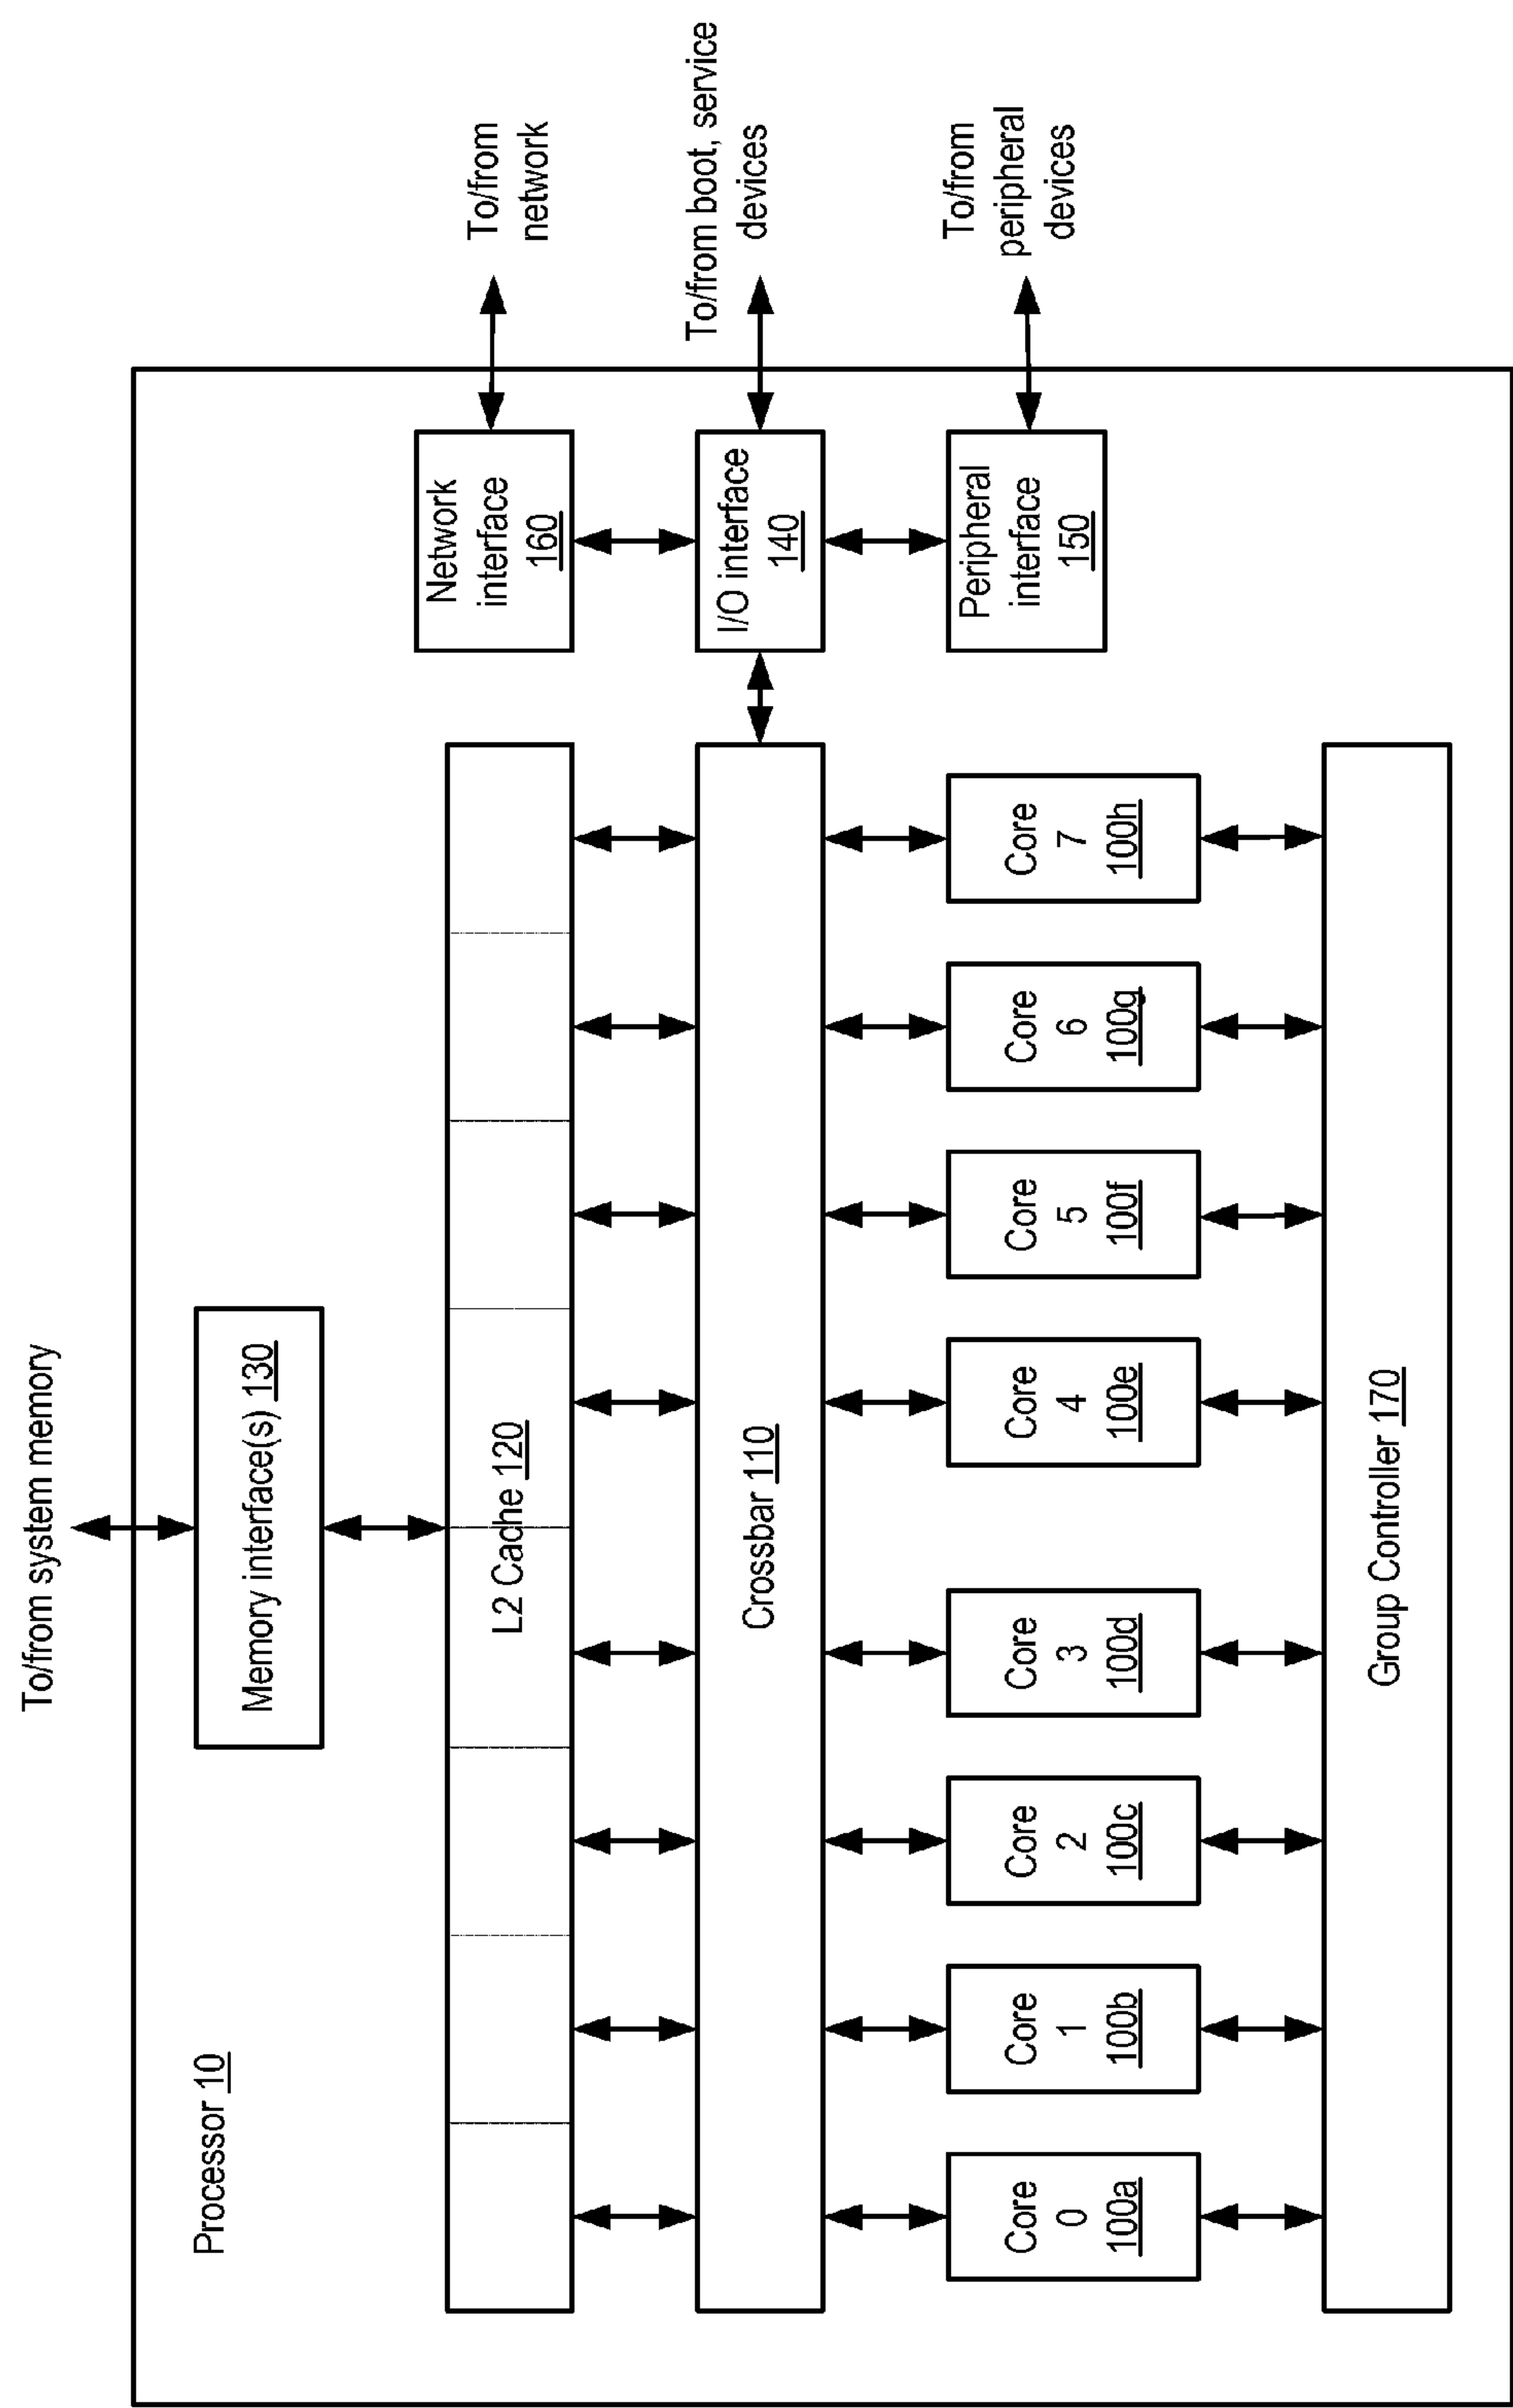 To/from system memory
Processor 10
Memory interface(s) 130
L2 Cache 120
Network
interface
160
To/from
network
Crossbar 110
I/O interface
140
To/from boot, service
devices
Core
0
100a
Core
1
100b
Core
2
100c
Core
3
100d
Core
4
100e
Core
5
100f
Core
6
100g
Core
7
100h
Peripheral
interface
150
To/from
peripheral
devices
Group Controller 170